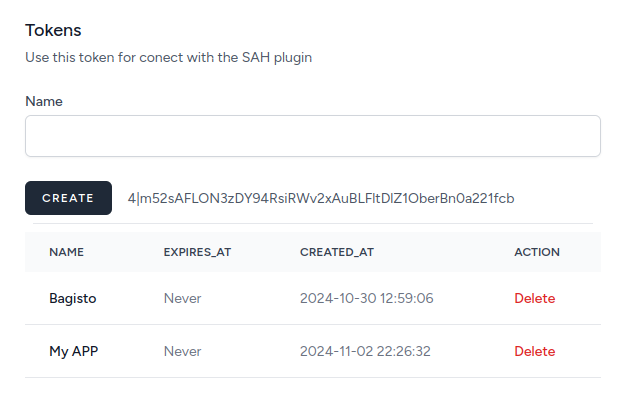 Tokens
Use this token for conect with the SAH plugin
Name
CREATE 4|m52sAFLON3zDY94RsiRWv2xAuBLFltDlZ1OberBn0a221fcb
NAME EXPIRES_AT CREATED_AT ACTION
Bagisto Never 2024-10-30 12:59:06 Delete
My APP Never 2024-11-02 22:26:32 Delete